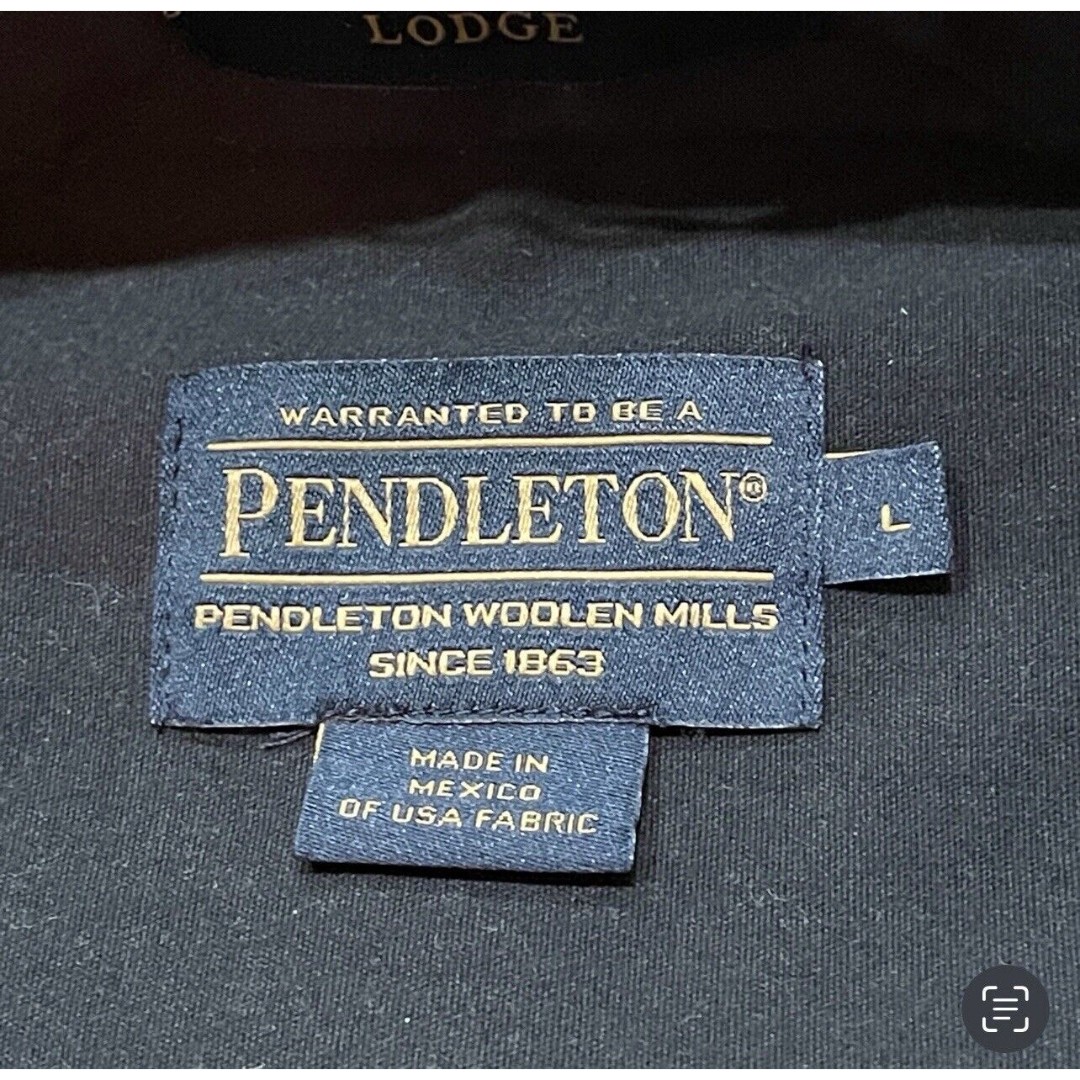 LODGE
WARRANTED TO BE A
PENDLETON®
L
PENDLETON WOOLEN MILLS
SINCE 1863
MADE IN
MEXICO
OF USA FABRIC